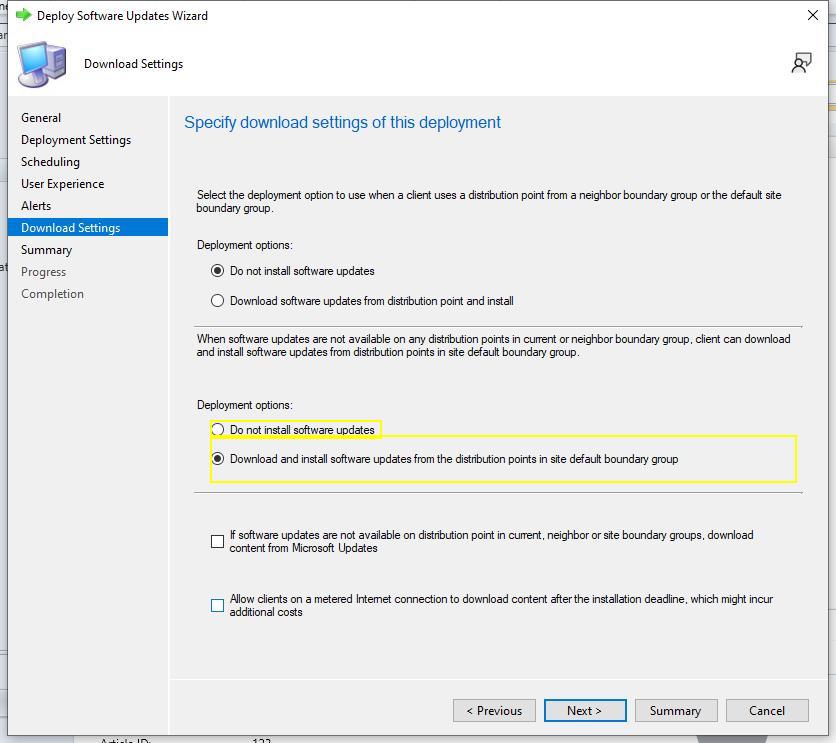 Deploy Software Updates Wizard
Download Settings
General
Deployment Settings
Scheduling
User Experience
Alerts
Download Settings
Summary
Progress
Completion
Specify download settings of this deployment
Select the deployment option to use when a client uses a distribution point from a neighbor boundary group or the default site
boundary group.
Deployment options:
Do not install software updates
Download software updates from distribution point and install
When software updates are not available on any distribution points in current or neighbor boundary group, client can download
and install software updates from distribution points in site default boundary group.
Deployment options:
Do not install software updates
Download and install software updates from the distribution points in site default boundary group
If software updates are not available on distribution point in current, neighbor or site boundary groups, download
content from Microsoft Updates
Allow clients on a metered Internet connection to download content after the installation deadline, which might incur
additional costs
< Previous
Next >
Summary
Cancel